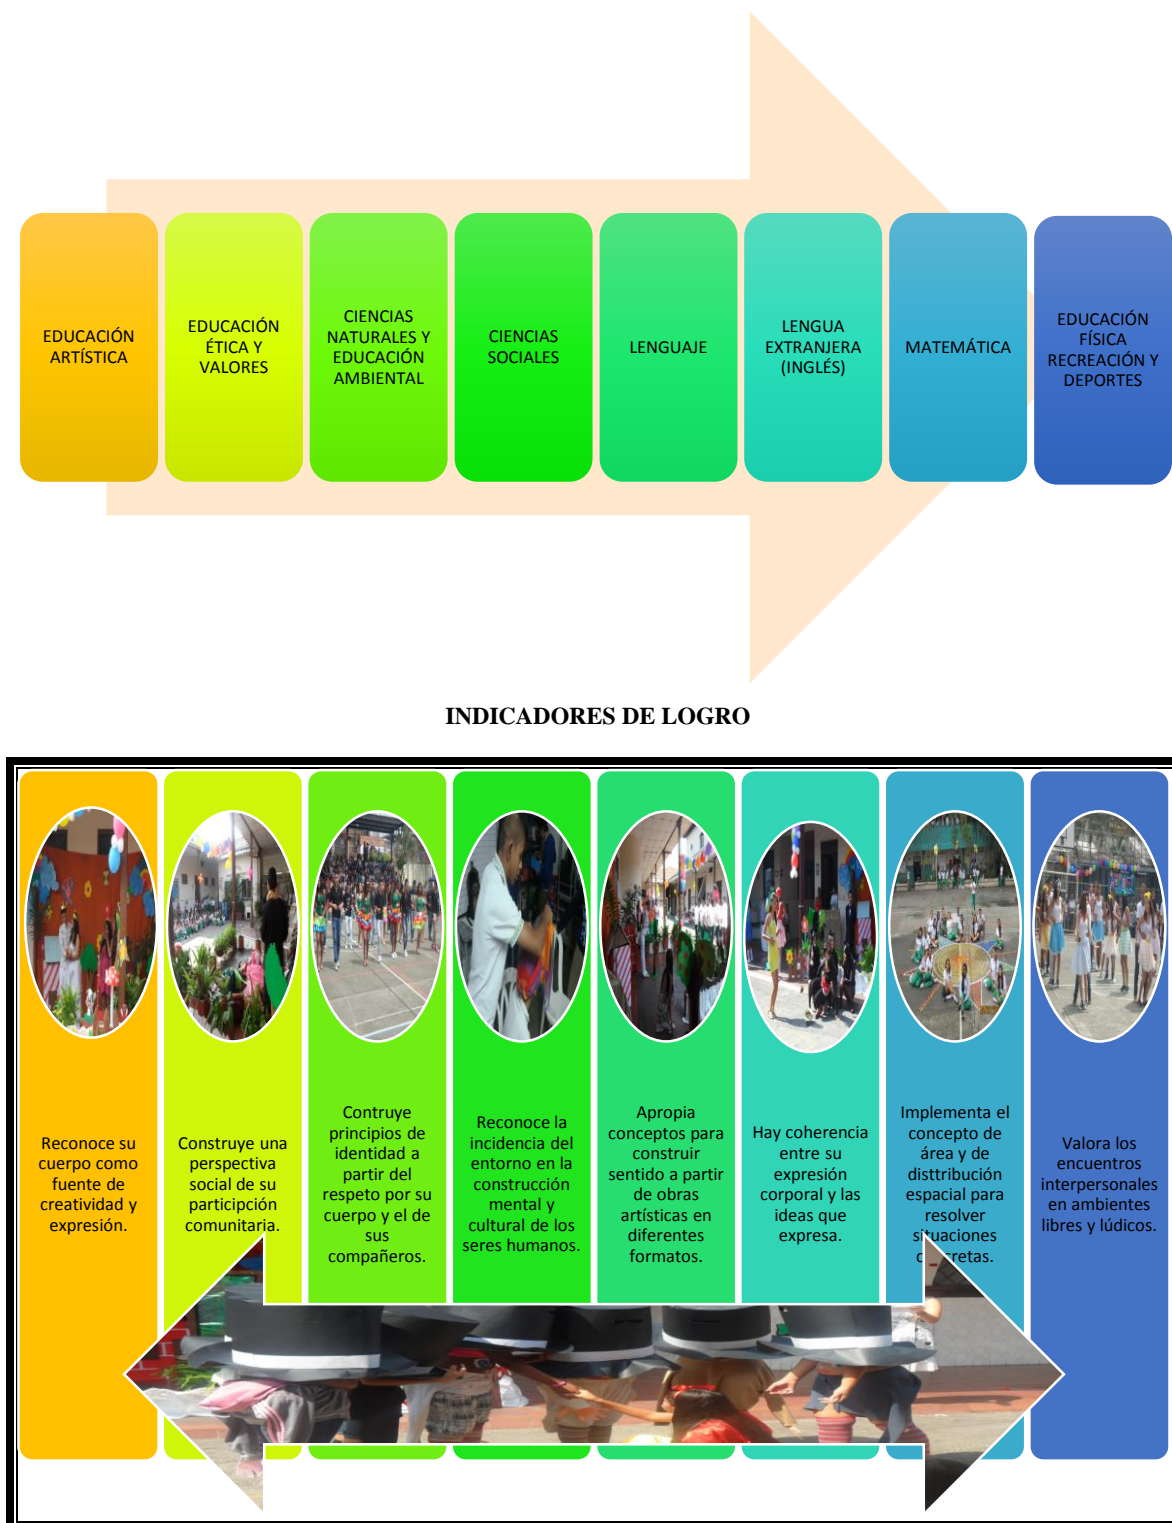 EDUCACIÓN
ARTÍSTICA
EDUCACIÓN
ÉTICA Y
VALORES
CIENCIAS
NATURALES Y
EDUCACIÓN
AMBIENTAL
CIENCIAS
SOCIALES
LENGUAJE
LENGUA
EXTRANJERA
(INGLÉS)
MATEMÁTICA
EDUCACIÓN
FÍSICA
RECREACIÓN Y
DEPORTES
INDICADORES DE LOGRO
Reconoce su
cuerpo como
fuente de
creatividad y
expresión.
Construye una
perspectiva
social de su
participción
comunitaria.
Contruye
principios de
identidad a
partir del
respeto por su
cuerpo y el de
sus
compañeros.
Reconoce la
incidencia del
entorno en la
construcción
mental y
cultural de los
seres humanos.
Apropia
conceptos para
construir
sentido a partir
de obras
artísticas en
diferentes
formatos.
Hay coherencia
entre su
expresión
corporal y las
ideas que
expresa.
Implementa el
concepto de
área y de
disttribución
espacial para
resolver
situaciones
concretas.
Valora los
encuentros
interpersonales
en ambientes
libres y lúdicos.